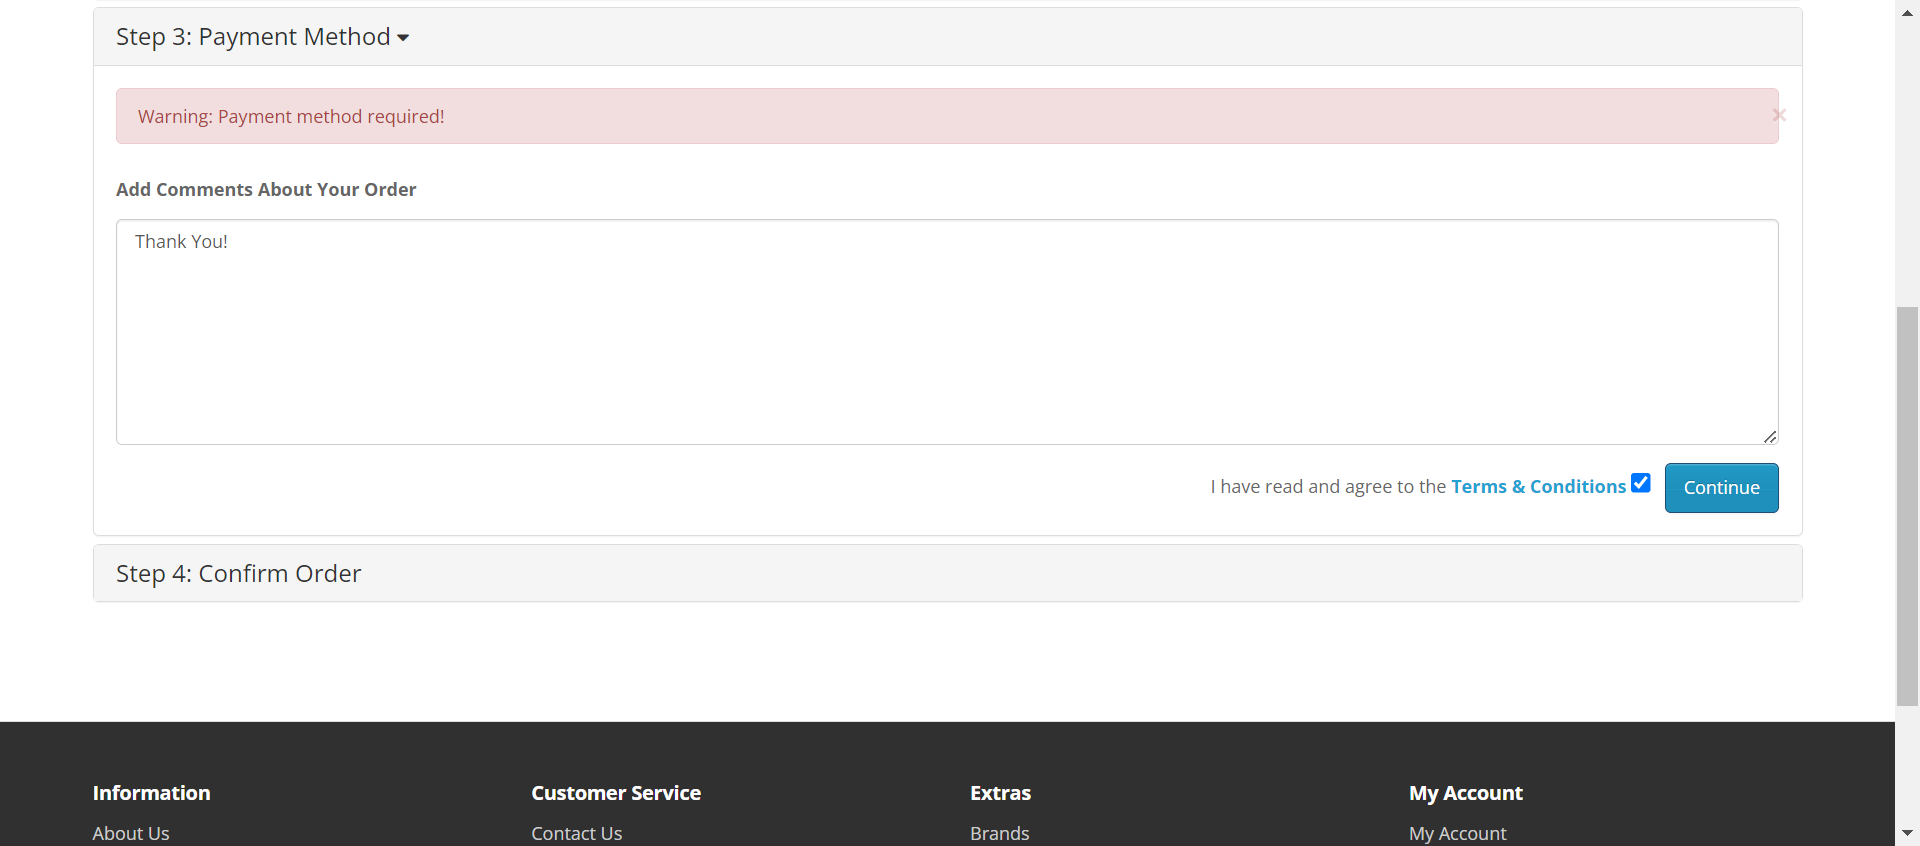 Step 3: Payment Method
Warning: Payment method required!
×
Add Comments About Your Order
Thank You!
I have read and agree to the Terms & Conditions
Continue
Step 4: Confirm Order
Information
Customer Service
Extras
My Account
About Us
Contact Us
Brands
My Account